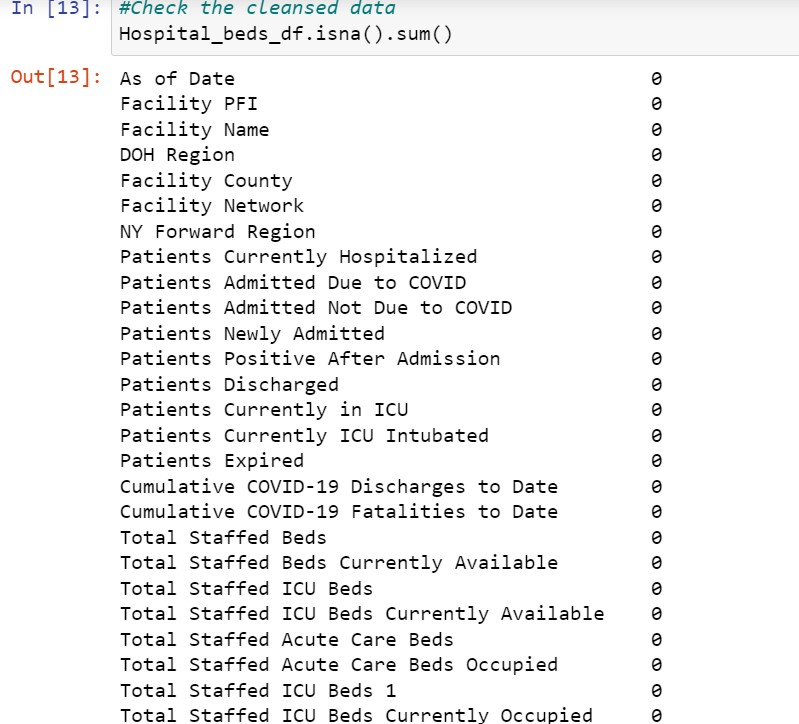 In [13]: #Check the cleansed data
Hospital_beds_df.isna().sum()
Out[13]: As of Date 0
Facility PFI 0
Facility Name 0
DOH Region 0
Facility County 0
Facility Network 0
NY Forward Region 0
Patients Currently Hospitalized 0
Patients Admitted Due to COVID 0
Patients Admitted Not Due to COVID 0
Patients Newly Admitted 0
Patients Positive After Admission 0
Patients Discharged 0
Patients Currently in ICU 0
Patients Currently ICU Intubated 0
Patients Expired 0
Cumulative COVID-19 Discharges to Date 0
Cumulative COVID-19 Fatalities to Date 0
Total Staffed Beds 0
Total Staffed Beds Currently Available 0
Total Staffed ICU Beds 0
Total Staffed ICU Beds Currently Available 0
Total Staffed Acute Care Beds 0
Total Staffed Acute Care Beds Occupied 0
Total Staffed ICU Beds 1 0
Total Staffed ICU Beds Currently Occupied 0